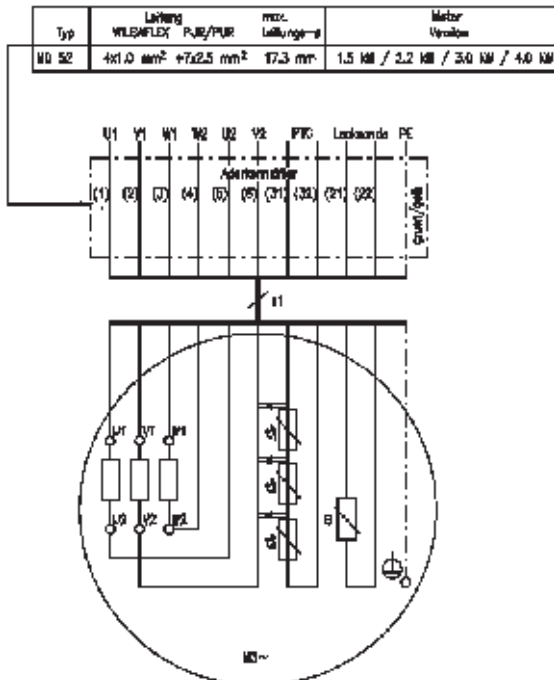 Leitung max. Motor
Typ PUR/PUR Leitungs-ø Version
MD 52 4x1.0 mm² +7x2.5 mm² 17.3 mm 1.5 kW / 2.2 kW / 3.0 kW / 4.0 kW
U1 V1 W1 W2 U2 V2 PTC Lecksonde PE
(1) (2) (3) (4) (5) (6) (31) (32) (21) (22)
grün/gelb
11
U1 V1 W1
U2 V2 W2
M3~